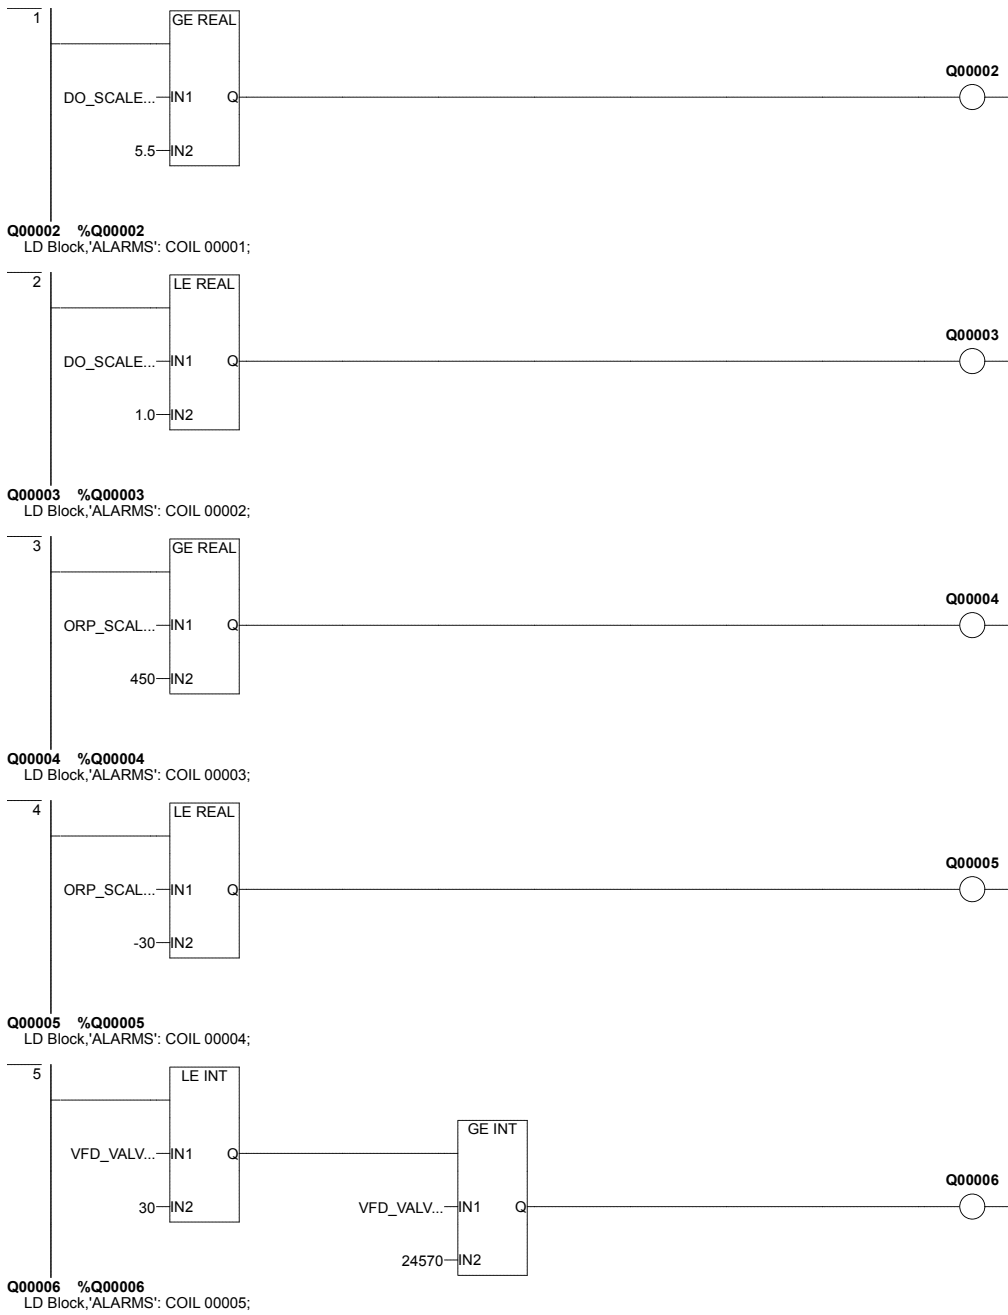 1
GE REAL
Q00002
DO_SCALE... IN1 Q
5.5 IN2
Q00002 %Q00002
LD Block,'ALARMS': COIL 00001;
2
LE REAL
Q00003
DO_SCALE... IN1 Q
1.0 IN2
Q00003 %Q00003
LD Block,'ALARMS': COIL 00002;
3
GE REAL
Q00004
ORP_SCAL... IN1 Q
450 IN2
Q00004 %Q00004
LD Block,'ALARMS': COIL 00003;
4
LE REAL
Q00005
ORP_SCAL... IN1 Q
-30 IN2
Q00005 %Q00005
LD Block,'ALARMS': COIL 00004;
5
LE INT
GE INT
VFD_VALV... IN1 Q
Q00006
30 IN2
VFD_VALV... IN1 Q
24570 IN2
Q00006 %Q00006
LD Block,'ALARMS': COIL 00005;